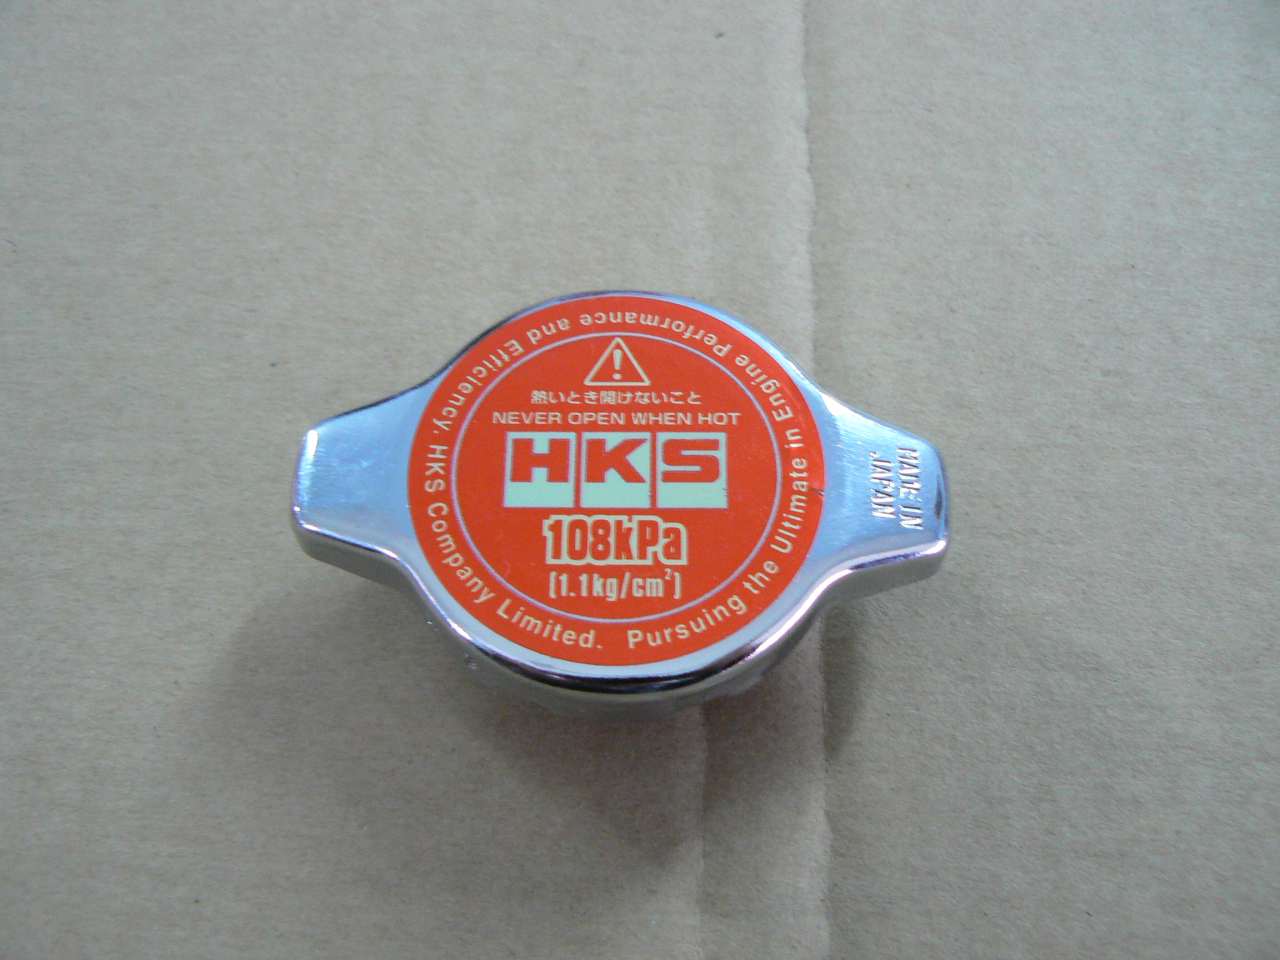 熱いとき開けないこと
NEVER OPEN WHEN HOT
HKS
108kPa
(1.1kg/cm²)
HKS Company Limited. Pursuing the Ultimate in Engine Performance and Efficiency.
MADE IN
JAPAN